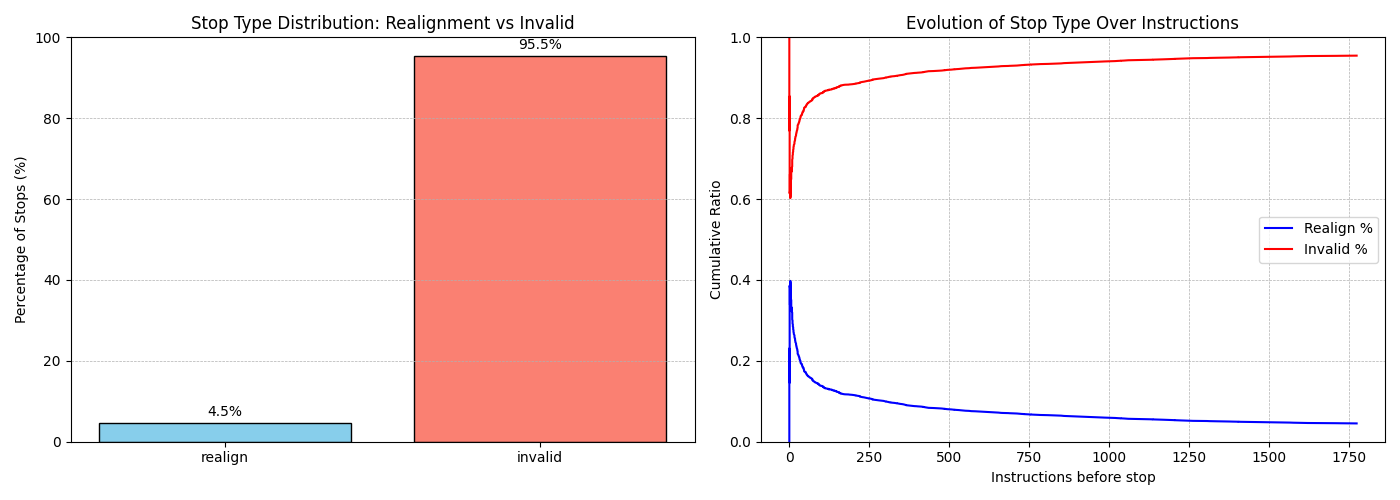 Stop Type Distribution: Realignment vs Invalid
Percentage of Stops (%)
100
80
60
40
20
0
4.5%
95.5%
realign
invalid
Evolution of Stop Type Over Instructions
Cumulative Ratio
1.0
0.8
0.6
0.4
0.2
0.0
Realign %
Invalid %
0
250
500
750
1000
1250
1500
1750
Instructions before stop